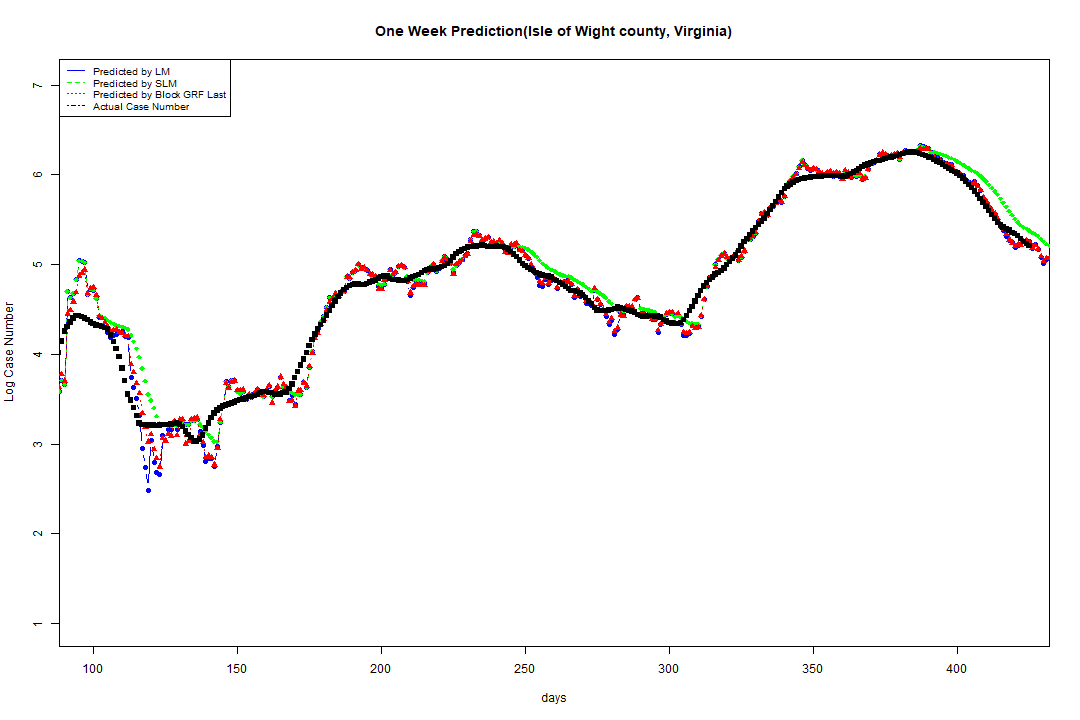 One Week Prediction(Isle of Wight county, Virginia)
Predicted by LM
Predicted by SLM
Predicted by Block GRF Last
Actual Case Number
7
6
5
4
3
2
1
Log Case Number
100 150 200 250 300 350 400
days